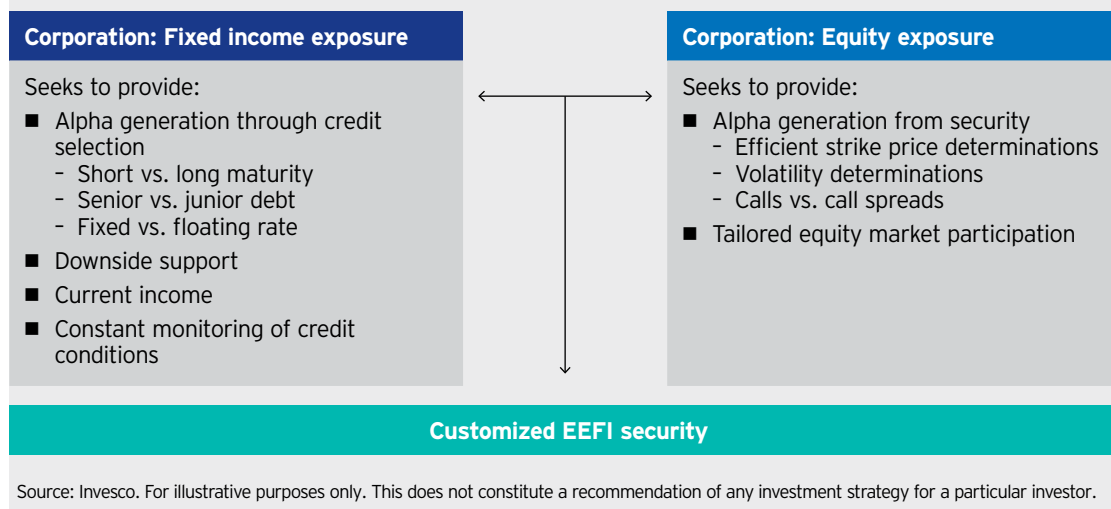 Corporation: Fixed income exposure
Seeks to provide:
■ Alpha generation through credit
selection
– Short vs. long maturity
– Senior vs. junior debt
– Fixed vs. floating rate
■ Downside support
■ Current income
■ Constant monitoring of credit
conditions
Corporation: Equity exposure
Seeks to provide:
■ Alpha generation from security
– Efficient strike price determinations
– Volatility determinations
– Calls vs. call spreads
■ Tailored equity market participation
Customized EEFI security
Source: Invesco. For illustrative purposes only. This does not constitute a recommendation of any investment strategy for a particular investor.